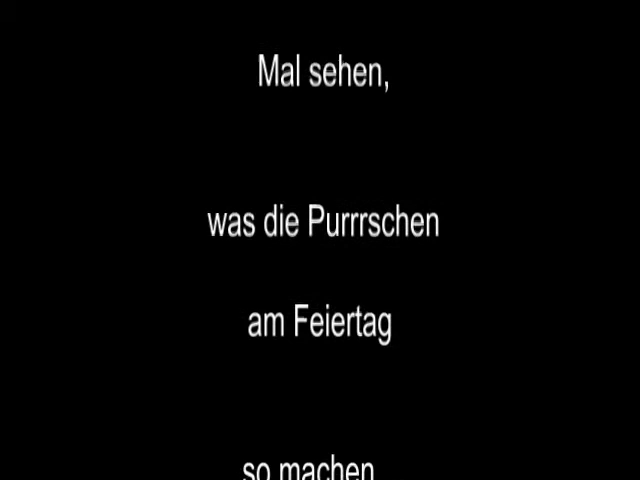 Mal sehen,
was die Purrrschen
am Feiertag
so machen